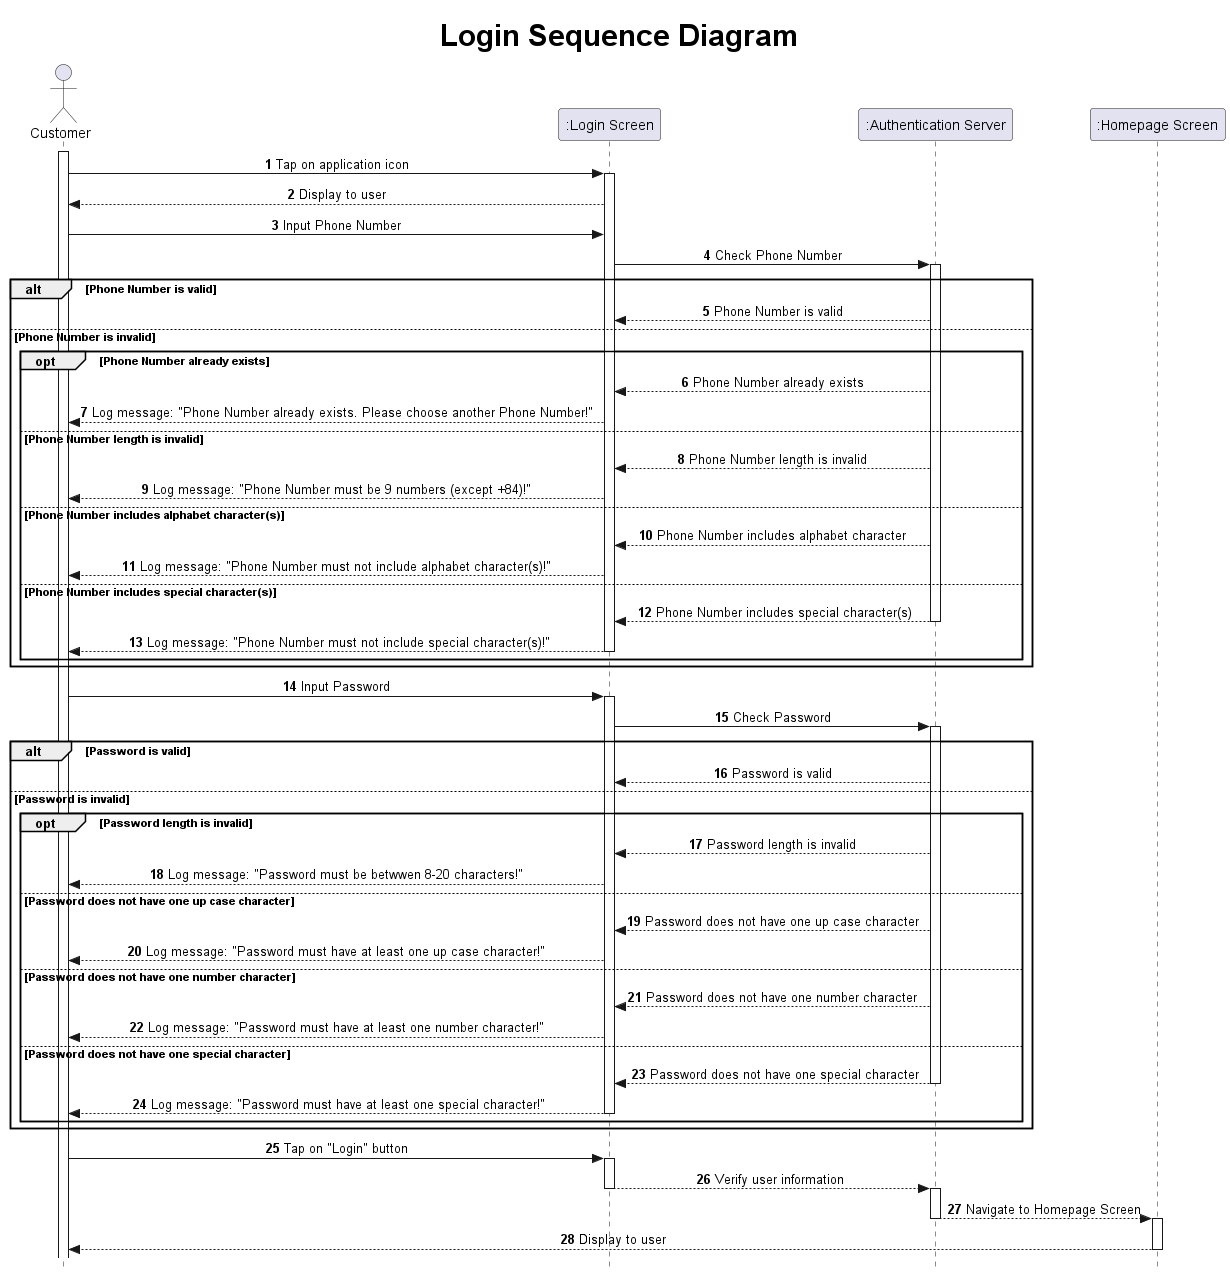 Login Sequence Diagram
Customer
:Login Screen
:Authentication Server
:Homepage Screen
1 Tap on application icon
2 Display to user
3 Input Phone Number
4 Check Phone Number
alt [Phone Number is valid]
5 Phone Number is valid
[Phone Number is invalid]
opt [Phone Number already exists]
6 Phone Number already exists
7 Log message: "Phone Number already exists. Please choose another Phone Number!"
[Phone Number length is invalid]
8 Phone Number length is invalid
9 Log message: "Phone Number must be 9 numbers (except +84)!"
[Phone Number includes alphabet character(s)]
10 Phone Number includes alphabet character
11 Log message: "Phone Number must not include alphabet character(s)!"
[Phone Number includes special character(s)]
12 Phone Number includes special character(s)
13 Log message: "Phone Number must not include special character(s)!"
14 Input Password
15 Check Password
alt [Password is valid]
16 Password is valid
[Password is invalid]
opt [Password length is invalid]
17 Password length is invalid
18 Log message: "Password must be betwwen 8-20 characters!"
[Password does not have one up case character]
19 Password does not have one up case character
20 Log message: "Password must have at least one up case character!"
[Password does not have one number character]
21 Password does not have one number character
22 Log message: "Password must have at least one number character!"
[Password does not have one special character]
23 Password does not have one special character
24 Log message: "Password must have at least one special character!"
25 Tap on "Login" button
26 Verify user information
27 Navigate to Homepage Screen
28 Display to user